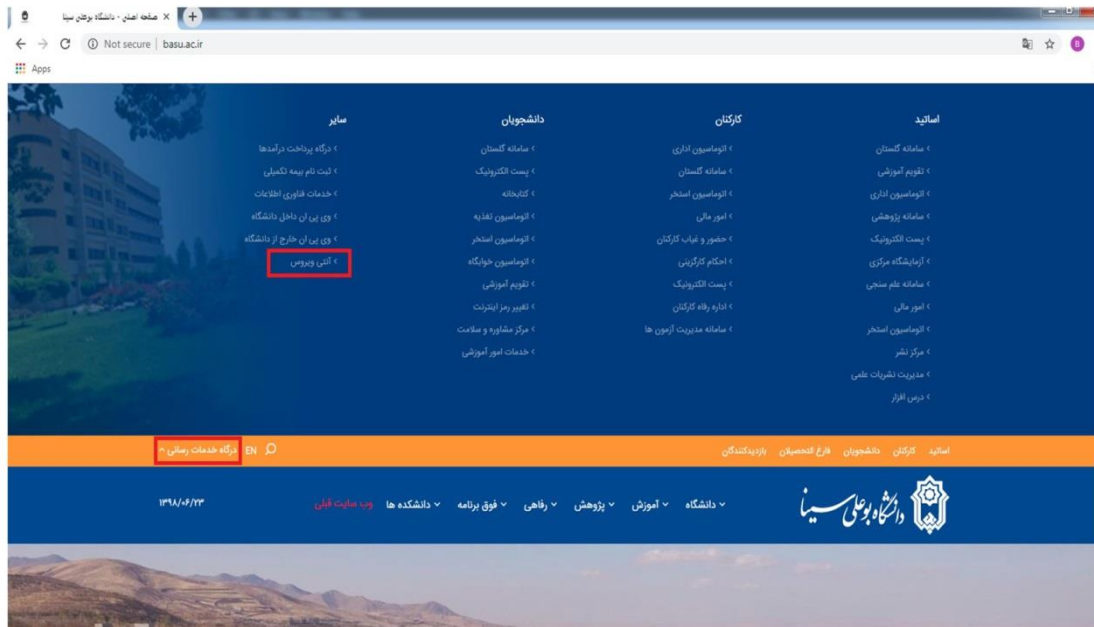 صفحه اصلی - دانشگاه بوعلی سینا
Not secure | basu.ac.ir
B
Apps
اساتید
سامانه گلستان
تقویم آموزشی
اتوماسیون اداری
سامانه پژوهشی
پست الکترونیک
آزمایشگاه مرکزی
سامانه علم سنجی
امور مالی
اتوماسیون استخر
مرکز نشر
مدیریت نشریات علمی
درس افزار
کارکنان
اتوماسیون اداری
سامانه گلستان
اتوماسیون استخر
امور مالی
حضور و غیاب کارکنان
احکام کارگزینی
پست الکترونیک
اداره رفاه کارکنان
سامانه مدیریت آزمون ها
دانشجویان
سامانه گلستان
پست الکترونیک
کتابخانه
اتوماسیون تغذیه
اتوماسیون استخر
اتوماسیون خوابگاه
تقویم آموزشی
تغییر رمز اینترنت
مرکز مشاوره و سلامت
خدمات امور آموزشی
سایر
درگاه پرداخت درآمدها
ثبت نام بیمه تکمیلی
خدمات فناوری اطلاعات
وی پی ان داخل دانشگاه
وی پی ان خارج از دانشگاه
آنتی ویروس
اساتید کارکنان دانشجویان فارغ التحصیلان بازدیدکنندگان EN درگاه خدمات رسانی
دانشگاه بوعلی سینا
دانشگاه آموزش پژوهش رفاهی فوق برنامه دانشکده ها وب سایت قبلی ۱۳۹۸/۰۶/۲۳